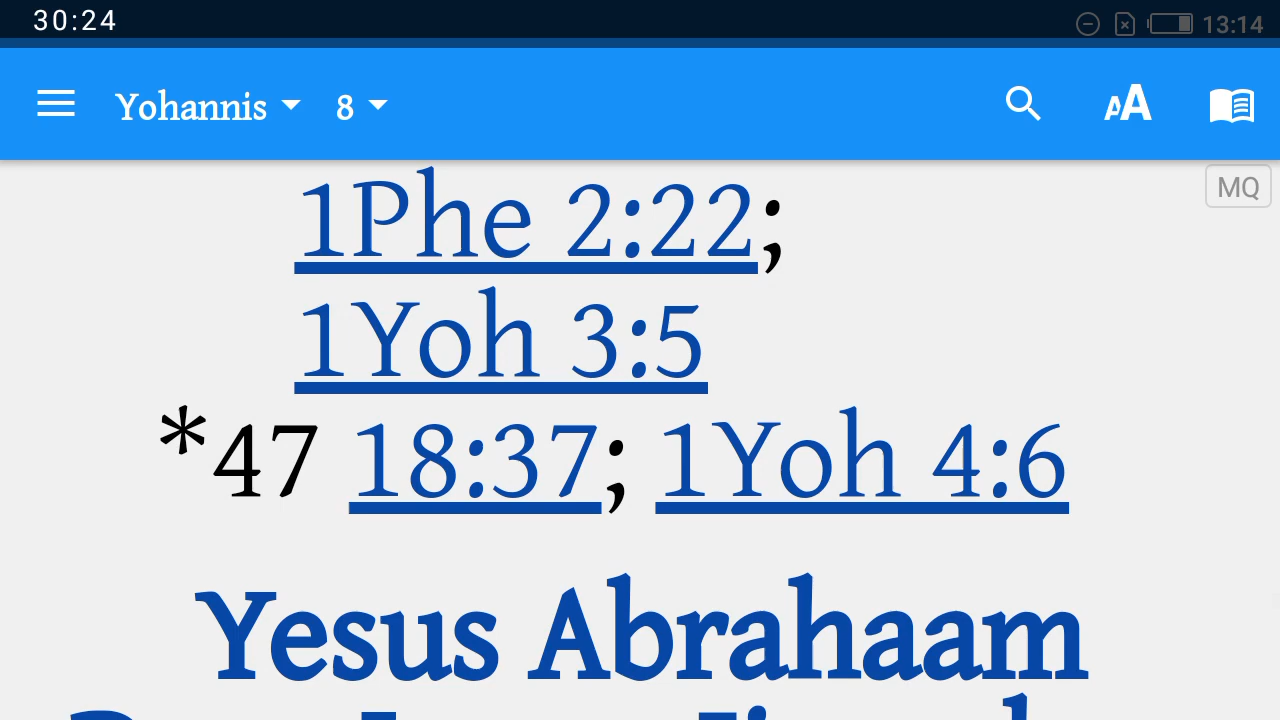 30:24
13:14
Yohannis 8
AA
MQ
1Phe 2:22;
1Yoh 3:5
*47 18:37; 1Yoh 4:6
Yesus Abrahaam